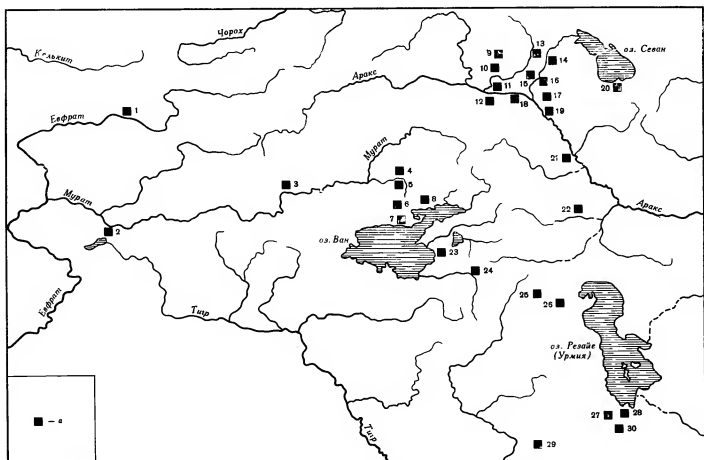 Чорох
Келькит
9
13
оз. Севан
10
14
15
16
Аракс
11
17
20
12
18
19
1
Евфрат
Мурат
4
21
3
5
Мурат
6
8
22
Аракс
7
2
оз. Ван
23
24
Евфрат
Тигр
25
26
оз. Резайе
(Урмия)
27
28
Тигр
30
29
- а